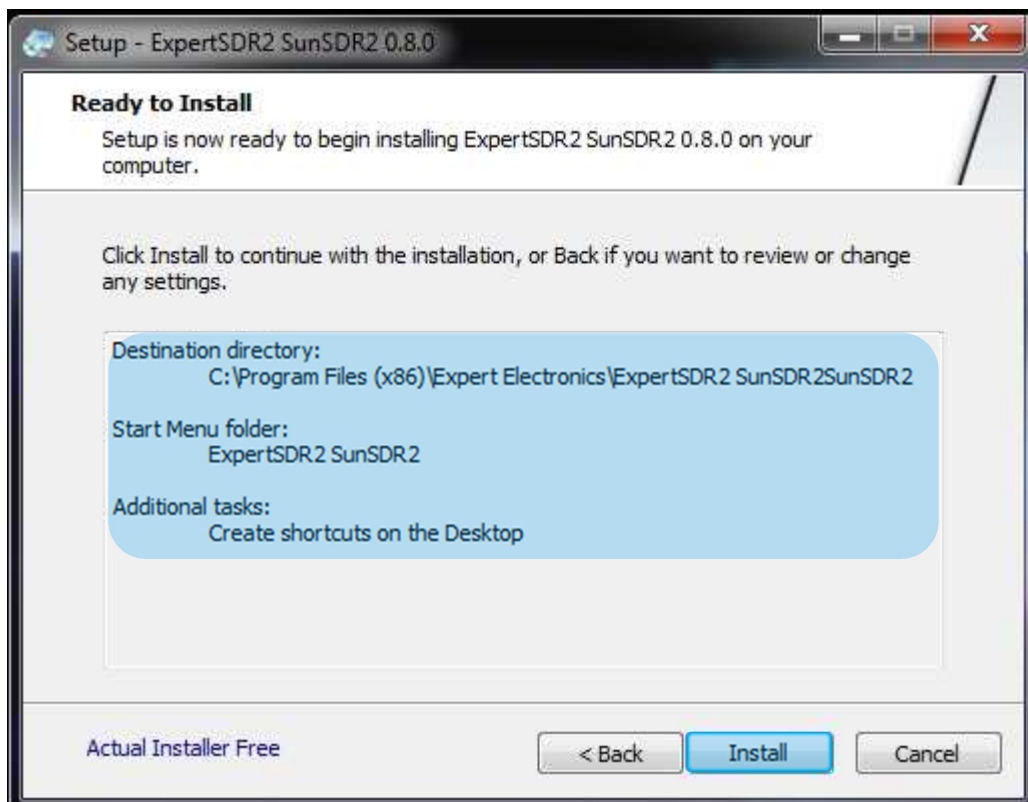 Setup - ExpertSDR2 SunSDR2 0.8.0
Ready to Install
Setup is now ready to begin installing ExpertSDR2 SunSDR2 0.8.0 on your
computer.
Click Install to continue with the installation, or Back if you want to review or change
any settings.
Destination directory:
C:\Program Files (x86)\Expert Electronics\ExpertSDR2 SunSDR2SunSDR2
Start Menu folder:
ExpertSDR2 SunSDR2
Additional tasks:
Create shortcuts on the Desktop
Actual Installer Free
< Back
Install
Cancel